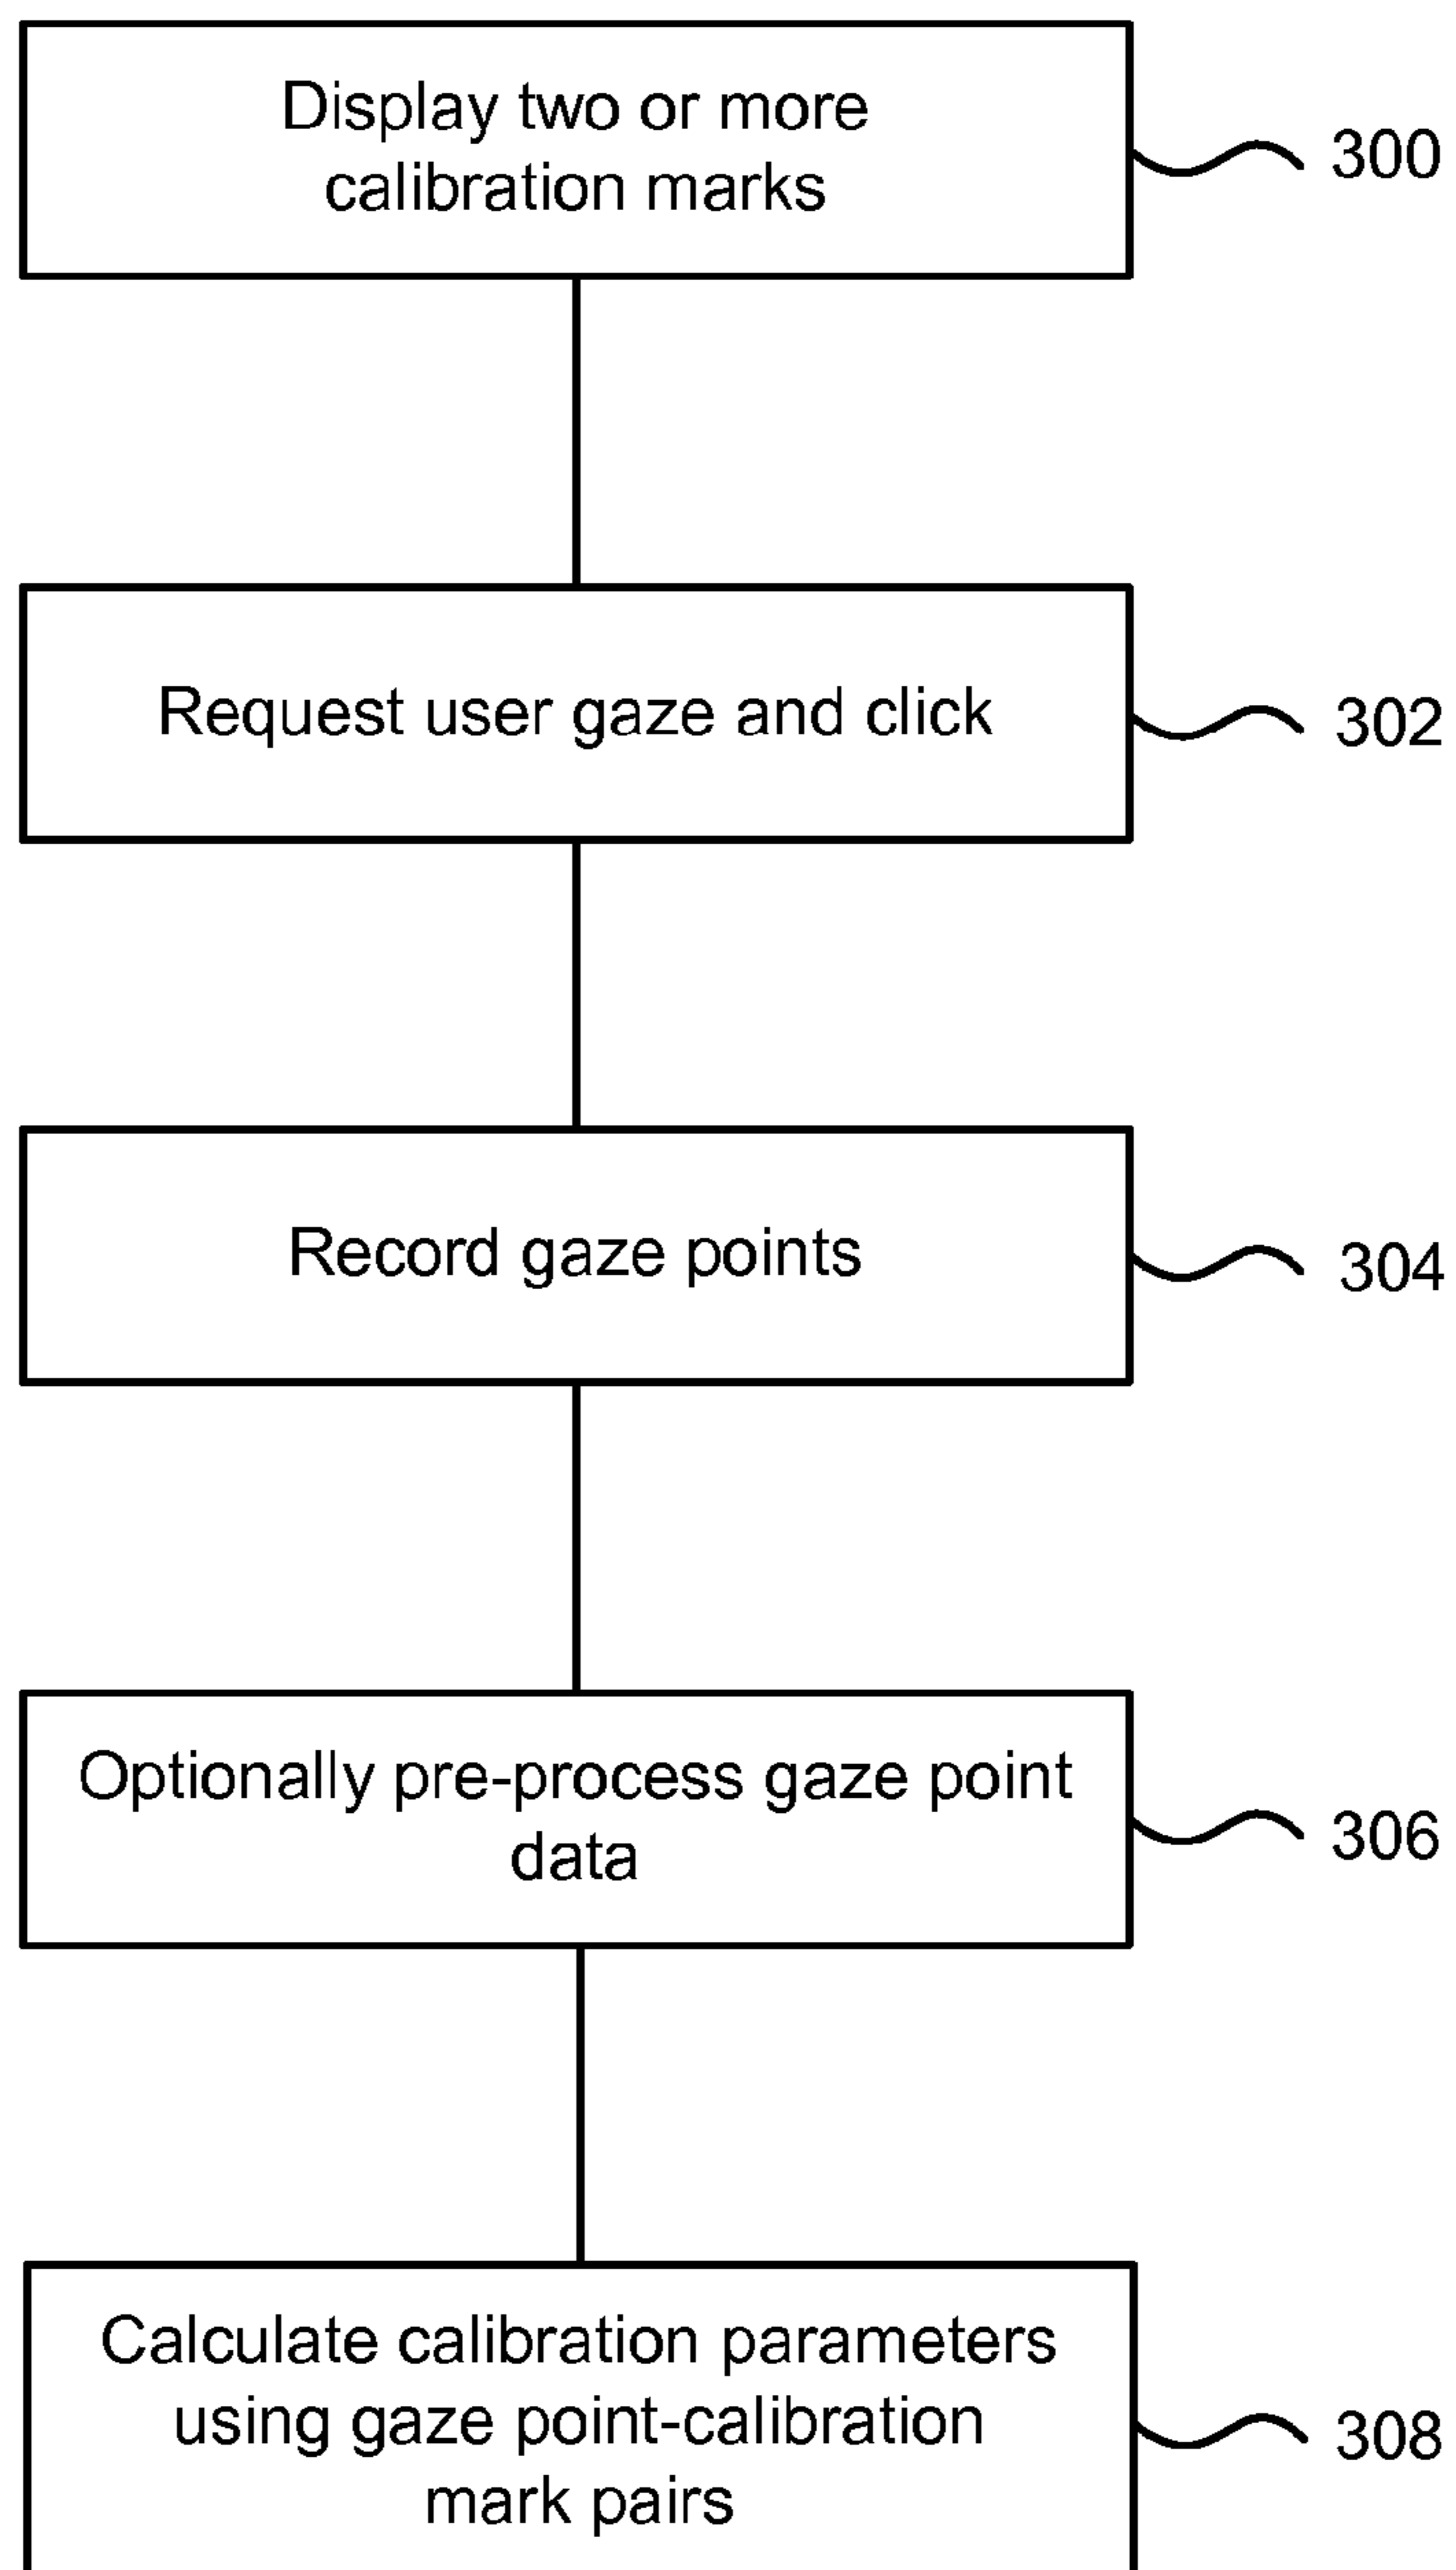 Display two or more
calibration marks
300
Request user gaze and click
302
Record gaze points
304
Optionally pre-process gaze point
data
306
Calculate calibration parameters
using gaze point-calibration
mark pairs
308